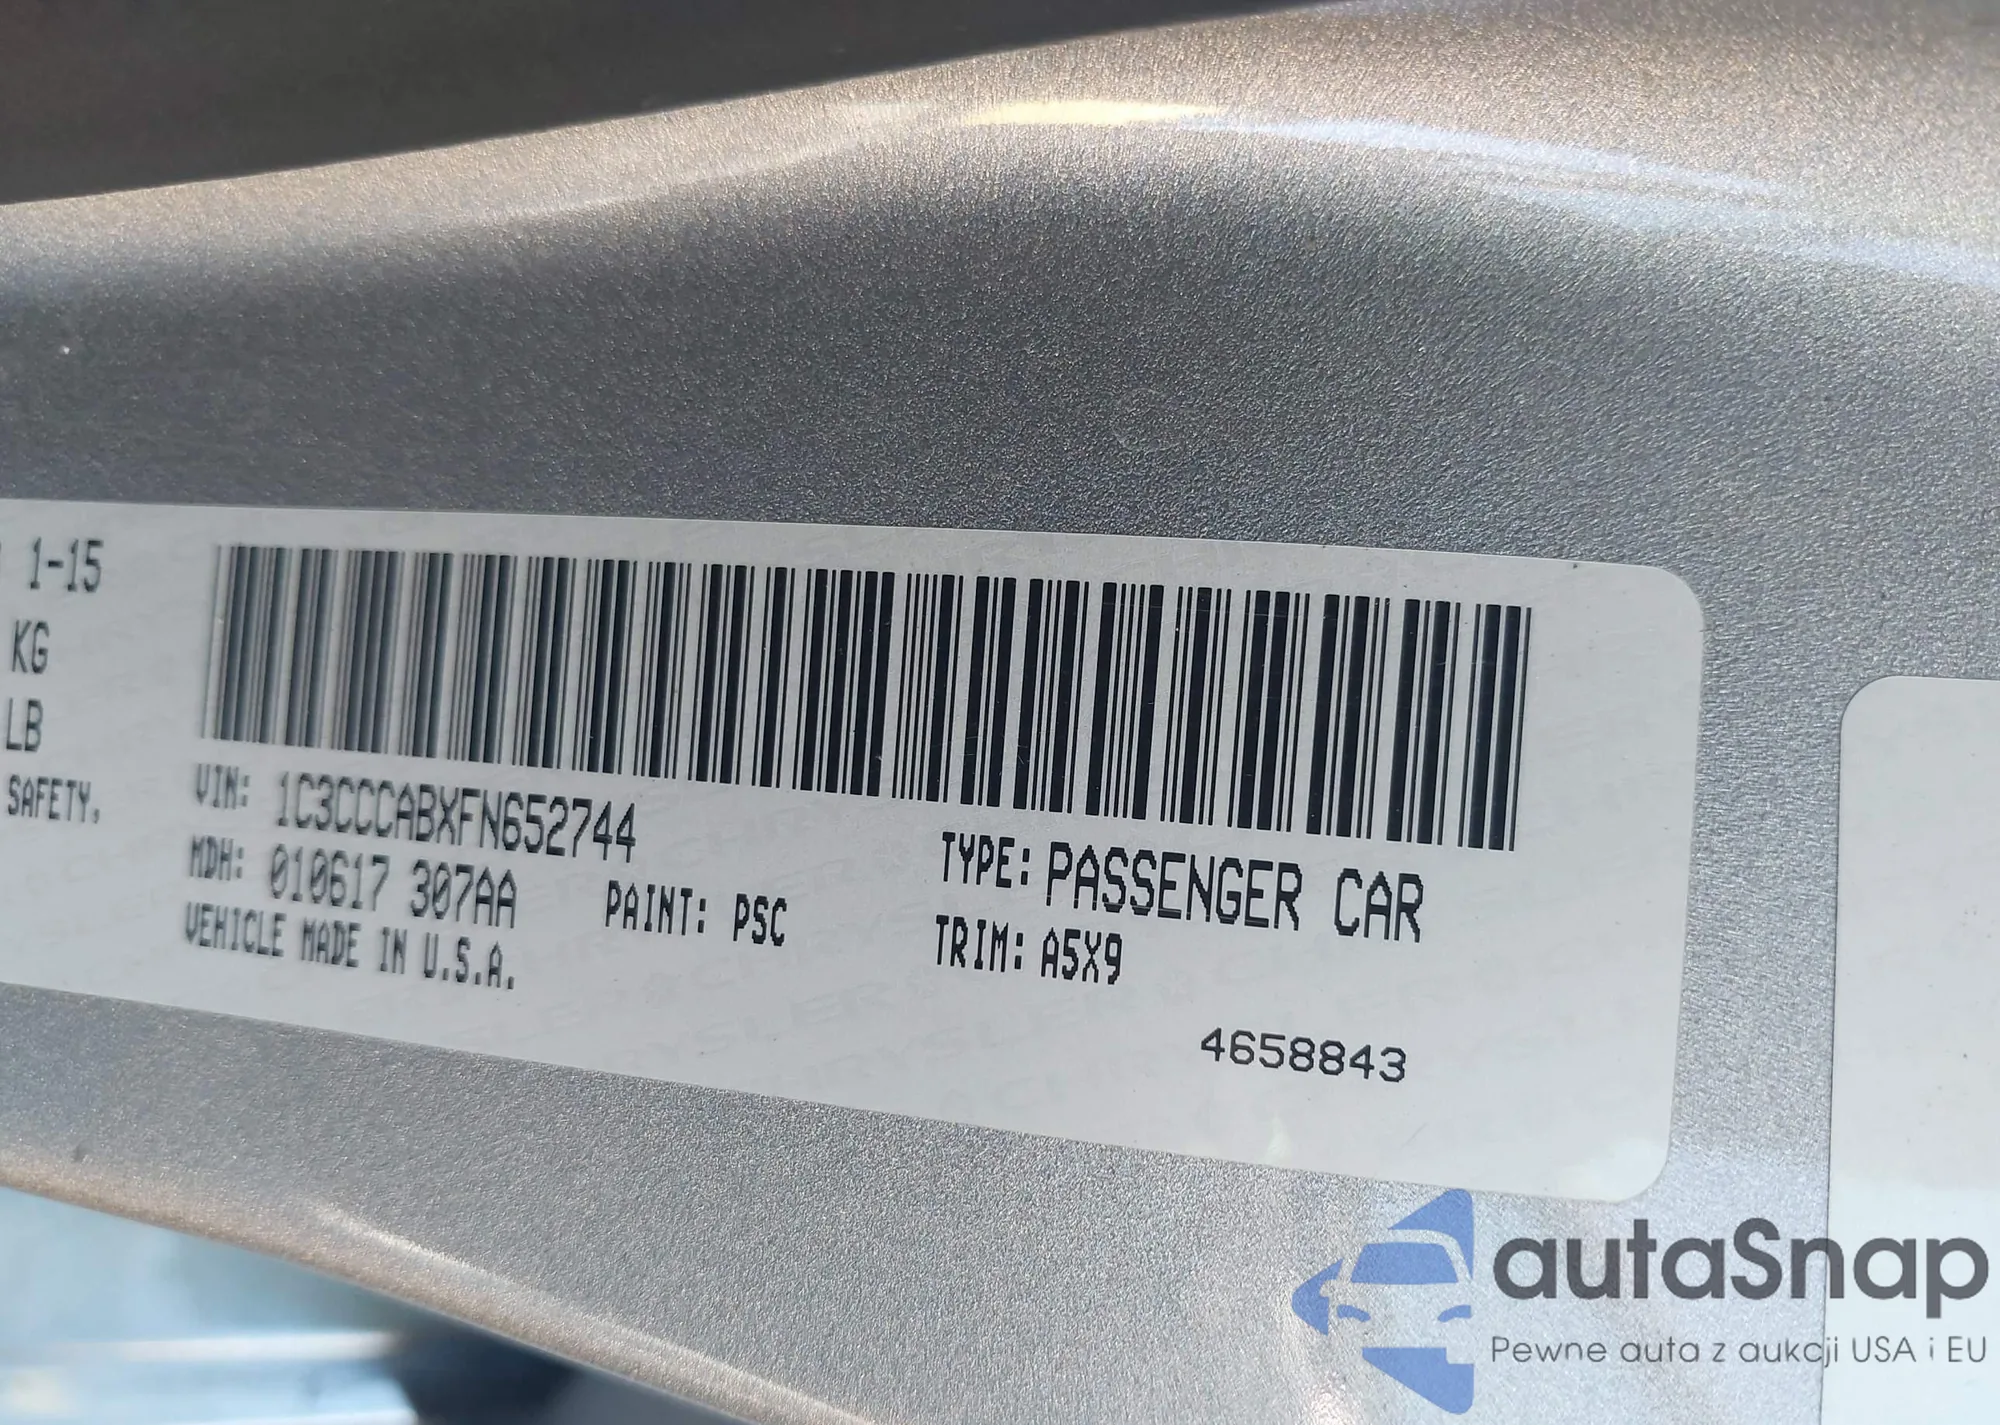 1-15
KG
LB
SAFETY,
VIN: 1C3CCCABXFN652744
MDH: 010617 307AA
PAINT: PSC
VEHICLE MADE IN U.S.A.
TYPE: PASSENGER CAR
TRIM: A5X9
4658843
autaSnap
Pewne auta z aukcji USA i EU